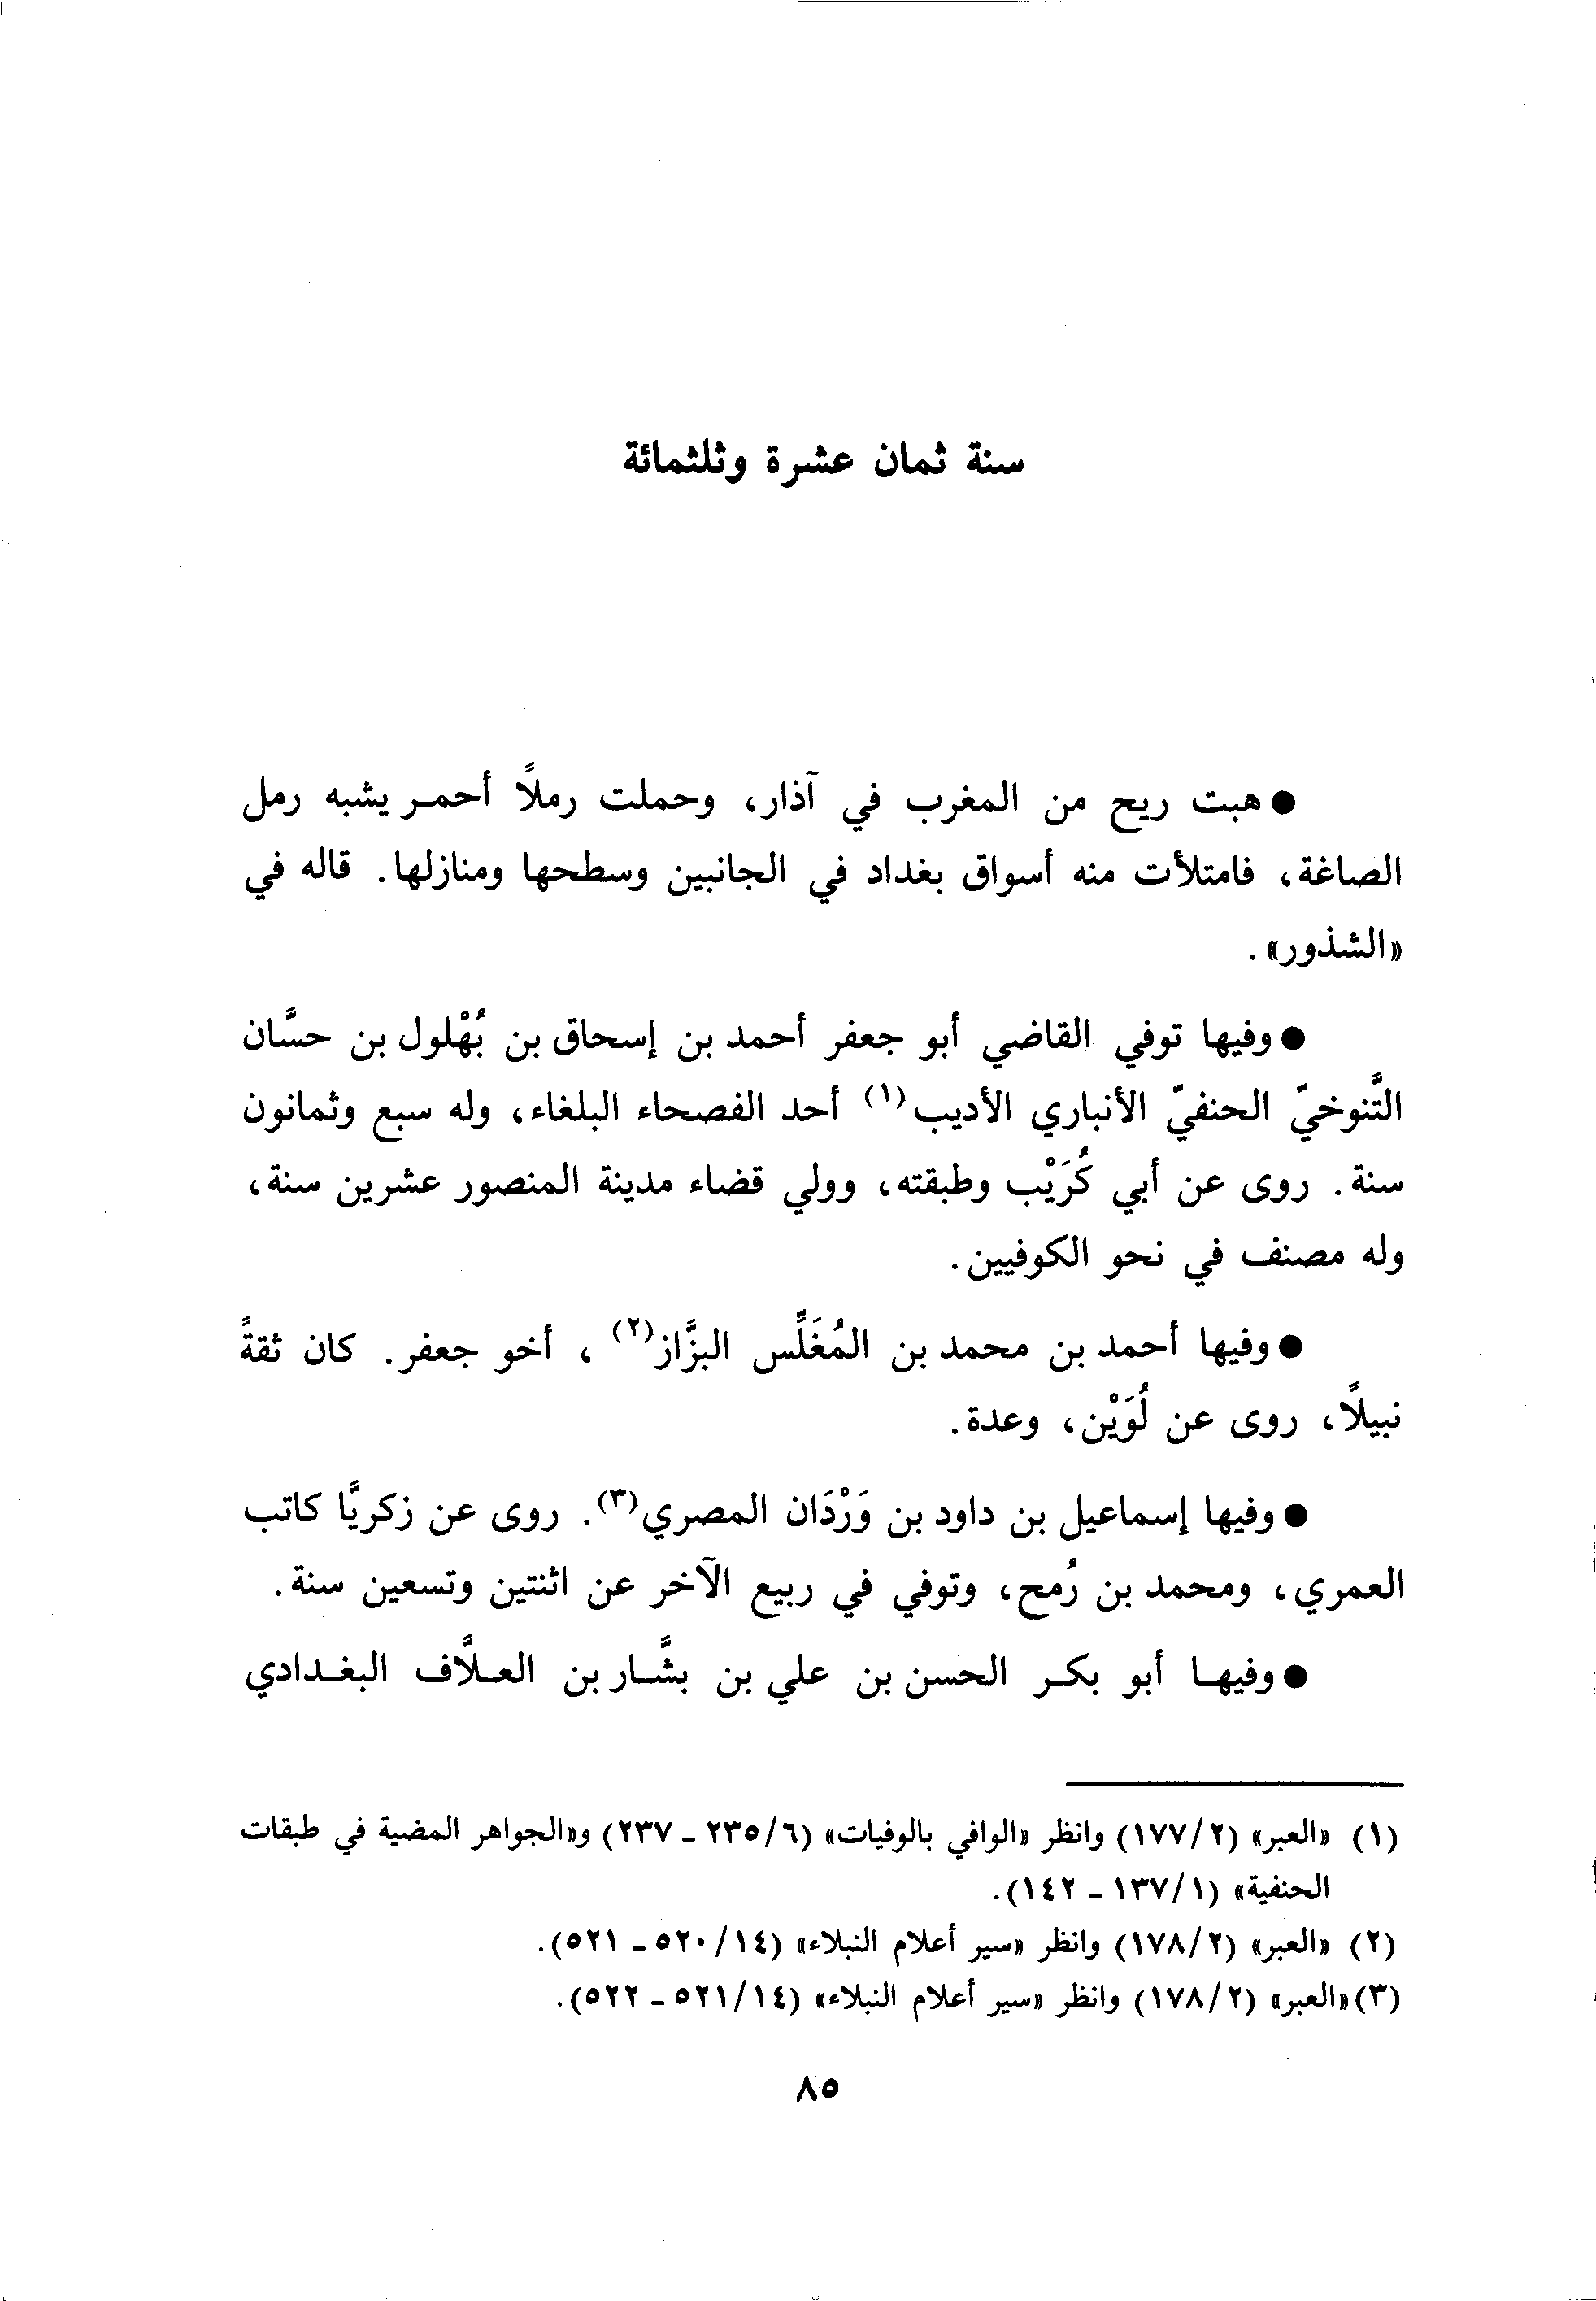 سنة ثمان عشرة وثلثمائة
● هبت ريح من المغرب في آذار، وحملت رملاً أحمر يشبه رمل
الصاغة، فامتلأت منه أسواق بغداد في الجانبين وسطحها ومنازلها. قاله في
«الشذور».
● وفيها توفي القاضي أبو جعفر أحمد بن إسحاق بن بُهْلول بن حسَّان
التَّنوخيّ الحنفيّ الأنباري الأديب(١) أحد الفصحاء البلغاء، وله سبع وثمانون
سنة. روى عن أبي كُرَيْب وطبقته، وولي قضاء مدينة المنصور عشرين سنة،
وله مصنف في نحو الكوفيين.
● وفيها أحمد بن محمد بن المُغَلِّس البزَّاز(٢)، أخو جعفر. كان ثقةً
نبيلاً، روى عن لُوَيْن، وعدة.
● وفيها إسماعيل بن داود بن وَرْدَان المصري(٣). روى عن زكريَّا كاتب
العمري، ومحمد بن رُمح، وتوفي في ربيع الآخر عن اثنتين وتسعين سنة.
● وفيها أبو بكر الحسن بن علي بن بشَّار بن العلَّاف البغدادي
(١) «العبر» (١٧٧/٢) وانظر «الوافي بالوفيات» (٢٣٥/٦ - ٢٣٧) و«الجواهر المضية في طبقات
الحنفية» (١٣٧/١ - ١٤٢).
(٢) «العبر» (١٧٨/٢) وانظر «سير أعلام النبلاء» (٥٢٠/١٤ - ٥٢١).
(٣) «العبر» (١٧٨/٢) وانظر «سير أعلام النبلاء» (٥٢١/١٤ - ٥٢٢).
٨٥